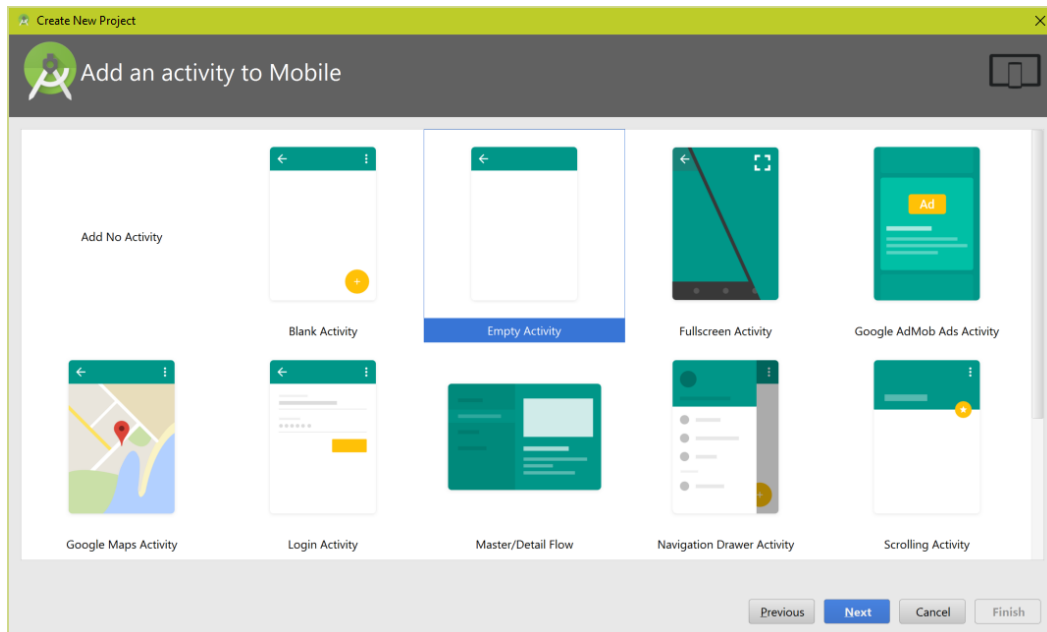 Create New Project
Add an activity to Mobile
Add No Activity
Ad
Blank Activity
Empty Activity
Fullscreen Activity
Google AdMob Ads Activity
Google Maps Activity
Login Activity
Master/Detail Flow
Navigation Drawer Activity
Scrolling Activity
Previous
Next
Cancel
Finish